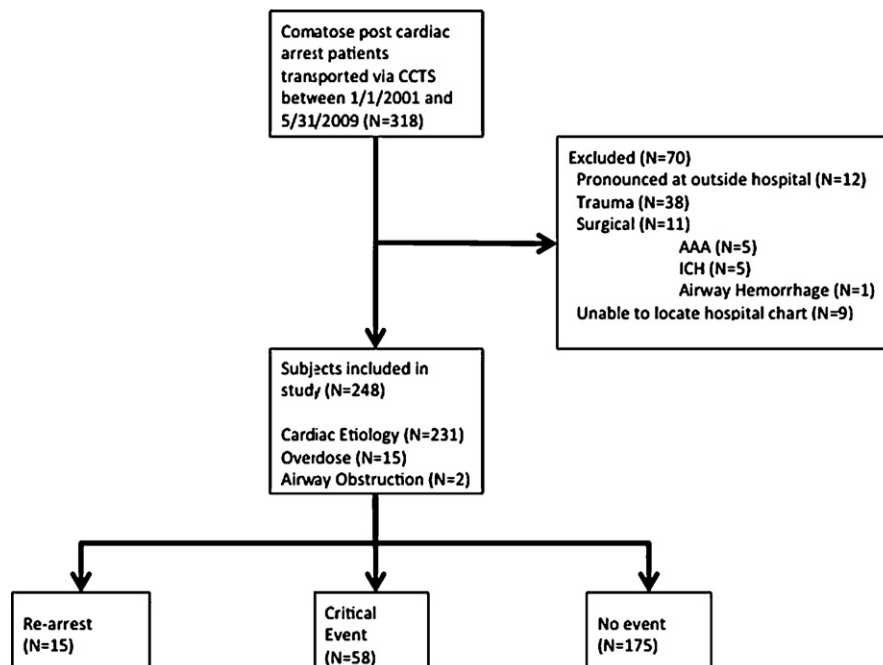 Comatose post cardiac
arrest patients
transported via CCTS
between 1/1/2001 and
5/31/2009 (N=318)
Excluded (N=70)
Pronounced at outside hospital (N=12)
Trauma (N=38)
Surgical (N=11)
AAA (N=5)
ICH (N=5)
Airway Hemorrhage (N=1)
Unable to locate hospital chart (N=9)
Subjects included in
study (N=248)
Cardiac Etiology (N=231)
Overdose (N=15)
Airway Obstruction (N=2)
Re-arrest
(N=15)
Critical
Event
(N=58)
No event
(N=175)